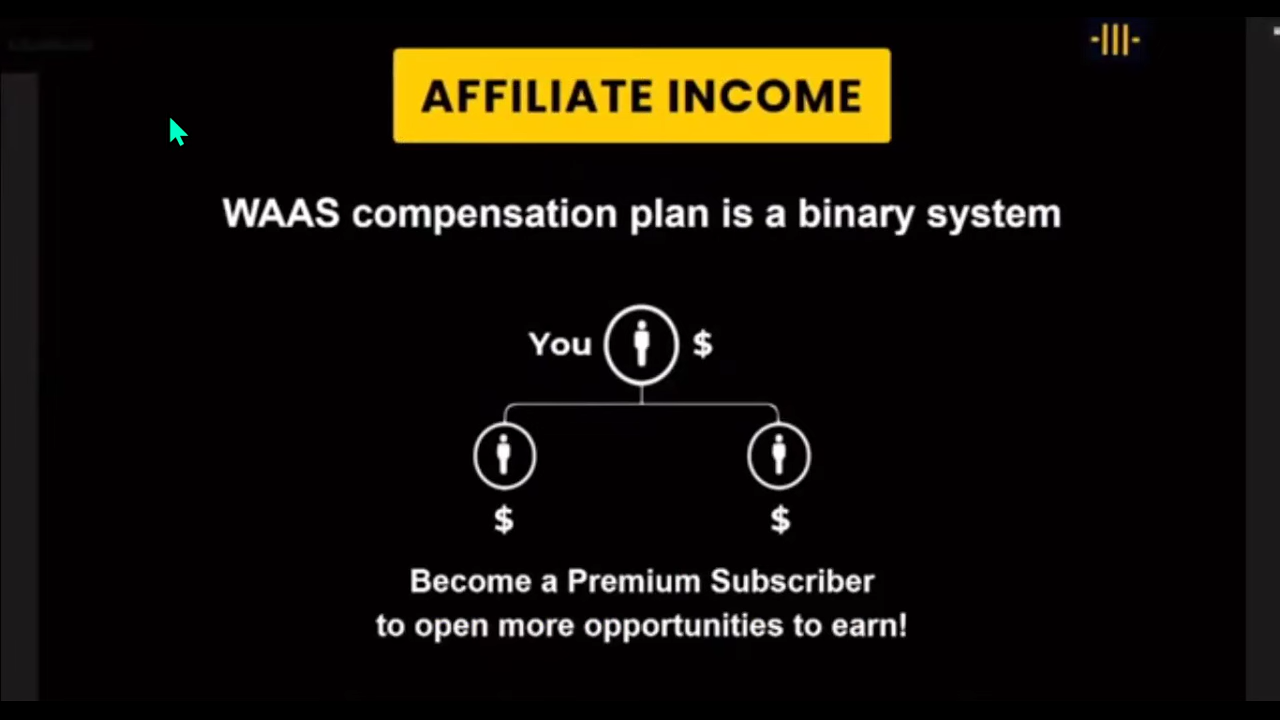 AFFILIATE INCOME
WAAS compensation plan is a binary system
You $
$ $
Become a Premium Subscriber
to open more opportunities to earn!